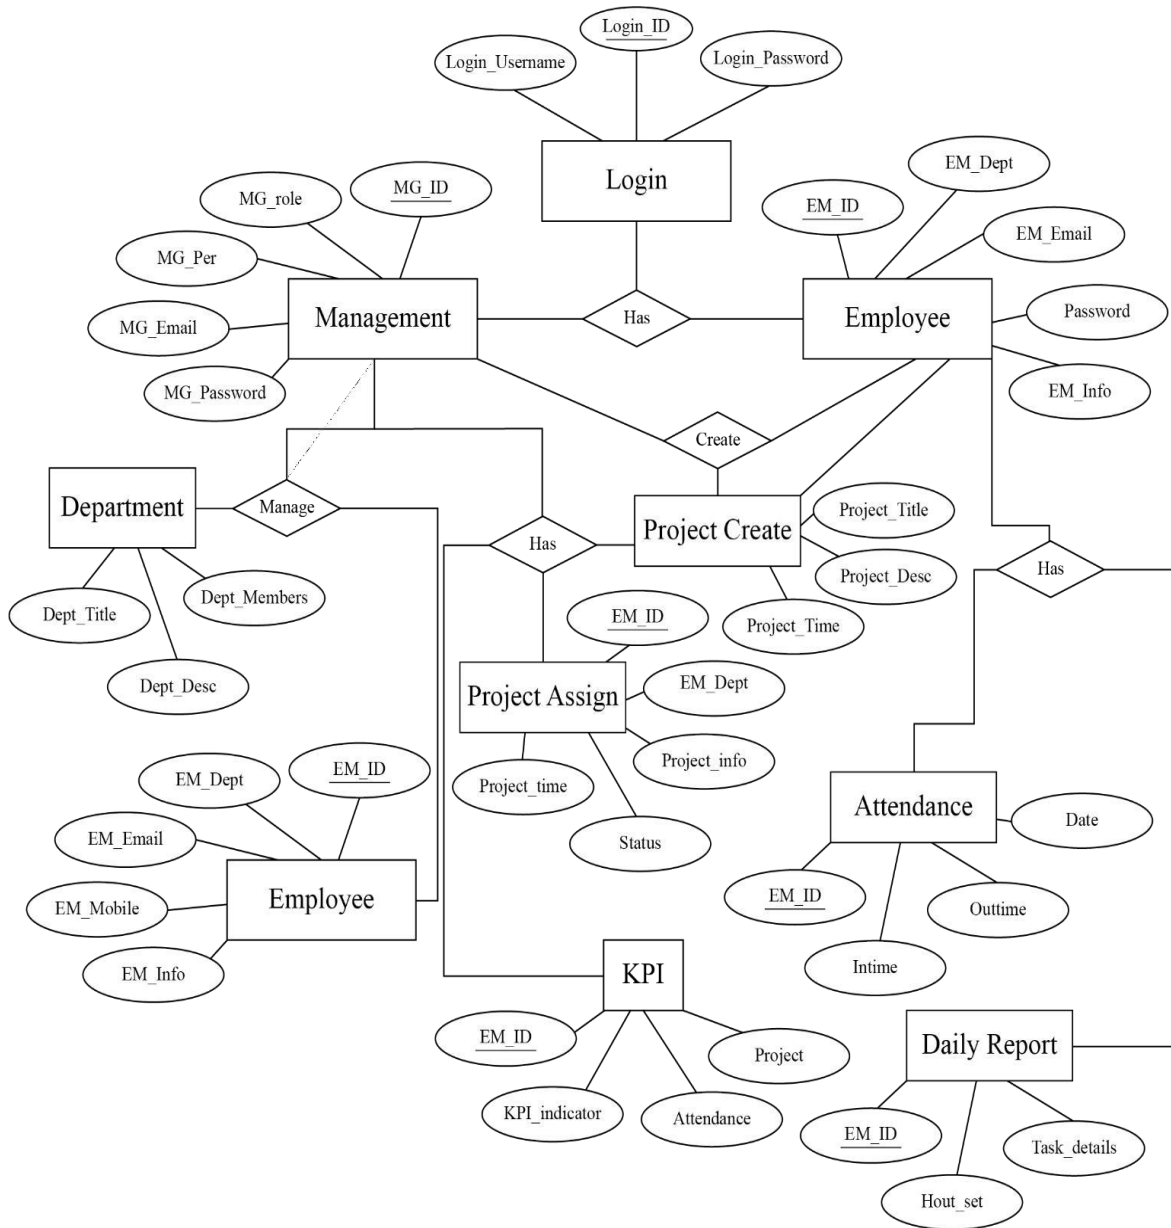 Login_ID
Login_Username
Login_Password
Login
EM_Dept
MG_ID
MG_role
EM_ID
EM_Email
MG_Per
Password
Management
Has
Employee
MG_Email
MG_Password
EM_Info
Create
Department
Manage
Project_Title
Project Create
Has
Has
Project_Desc
Dept_Members
Dept_Title
EM_ID
Project_Time
Dept_Desc
EM_Dept
Project Assign
Project_info
EM_ID
EM_Dept
Project_time
Attendance
Date
EM_Email
Status
Employee
EM_Mobile
EM_ID
Outtime
EM_Info
Intime
KPI
EM_ID
Project
Daily Report
KPI_indicator
Attendance
EM_ID
Task_details
Hout_set